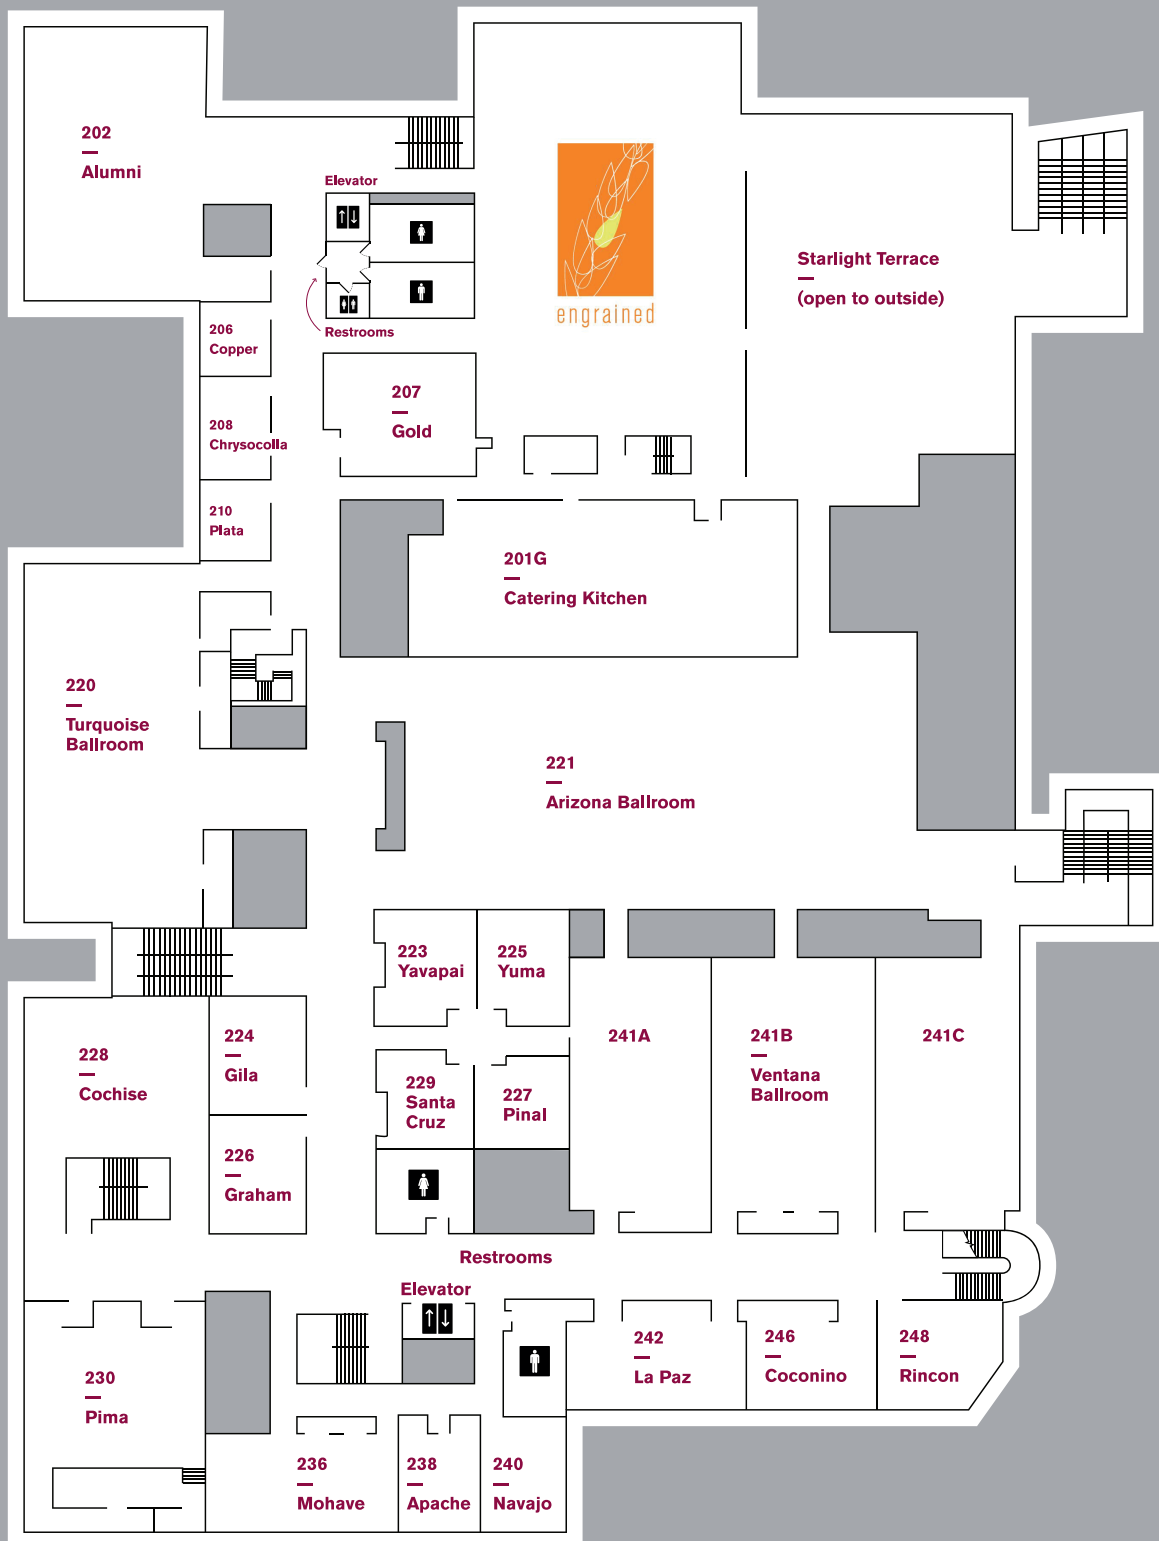 202
Alumni
Elevator
Restrooms
engrained
Starlight Terrace
(open to outside)
206
Copper
207
Gold
208
Chrysocolla
210
Plata
201G
Catering Kitchen
220
Turquoise
Ballroom
221
Arizona Ballroom
223
Yavapai
225
Yuma
224
Gila
228
Cochise
241A
241B
Ventana
Ballroom
241C
229
Santa
Cruz
227
Pinal
226
Graham
Restrooms
Elevator
230
Pima
242
La Paz
246
Coconino
248
Rincon
236
Mohave
238
Apache
240
Navajo